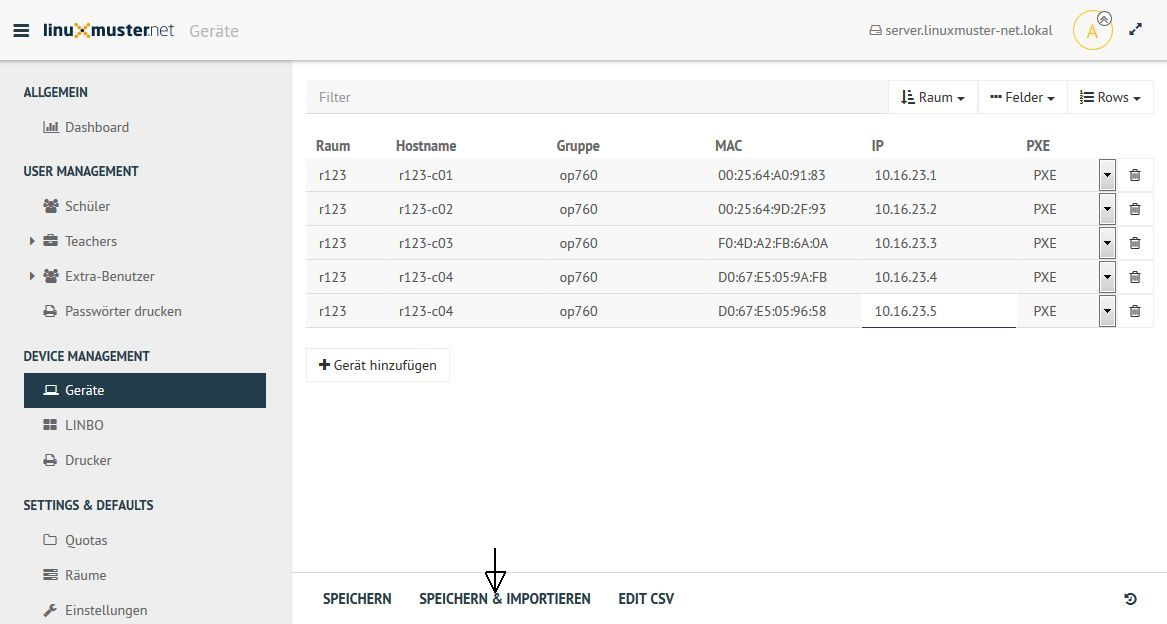 linuxmuster.net Geräte
server.linuxmuster-net.lokal
A
ALLGEMEIN
Dashboard
USER MANAGEMENT
Schüler
Teachers
Extra-Benutzer
Passwörter drucken
DEVICE MANAGEMENT
Geräte
LINBO
Drucker
SETTINGS & DEFAULTS
Quotas
Räume
Einstellungen
Filter Raum Felder Rows
Raum Hostname Gruppe MAC IP PXE
r123 r123-c01 op760 00:25:64:A0:91:83 10.16.23.1 PXE
r123 r123-c02 op760 00:25:64:9D:2F:93 10.16.23.2 PXE
r123 r123-c03 op760 F0:4D:A2:FB:6A:0A 10.16.23.3 PXE
r123 r123-c04 op760 D0:67:E5:05:9A:FB 10.16.23.4 PXE
r123 r123-c04 op760 D0:67:E5:05:96:58 10.16.23.5 PXE
Gerät hinzufügen
SPEICHERN SPEICHERN & IMPORTIEREN EDIT CSV